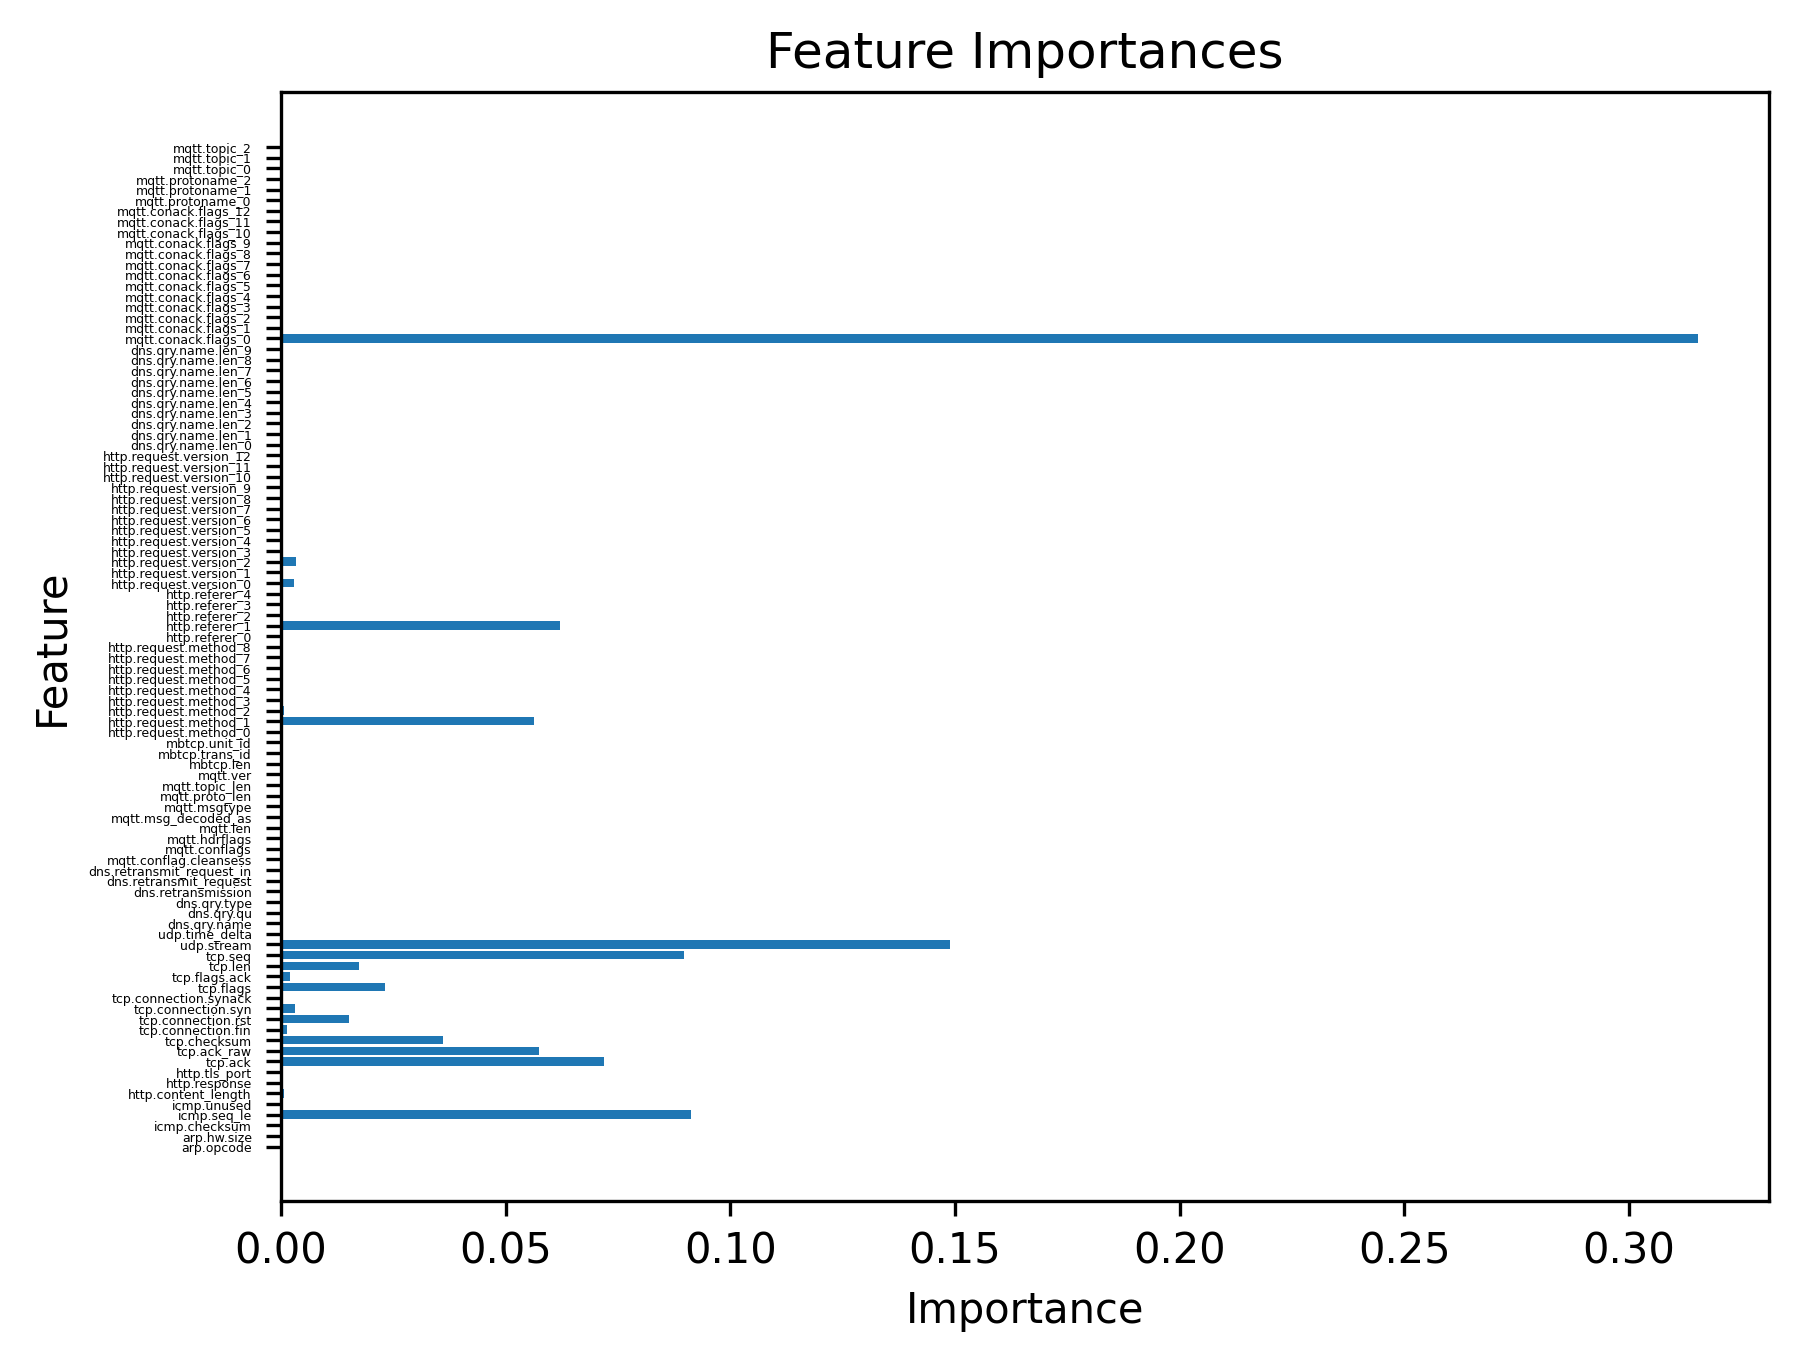 Feature Importances
mqtt.topic_2
mqtt.topic_1
mqtt.topic_0
mqtt.protoname_2
mqtt.protoname_1
mqtt.protoname_0
mqtt.conack.flags_12
mqtt.conack.flags_11
mqtt.conack.flags_10
mqtt.conack.flags_9
mqtt.conack.flags_8
mqtt.conack.flags_7
mqtt.conack.flags_6
mqtt.conack.flags_5
mqtt.conack.flags_4
mqtt.conack.flags_3
mqtt.conack.flags_2
mqtt.conack.flags_1
mqtt.conack.flags_0
dns.qry.name.len_9
dns.qry.name.len_8
dns.qry.name.len_7
dns.qry.name.len_6
dns.qry.name.len_5
dns.qry.name.len_4
dns.qry.name.len_3
dns.qry.name.len_2
dns.qry.name.len_1
dns.qry.name.len_0
http.request.version_12
http.request.version_11
http.request.version_10
http.request.version_9
http.request.version_8
http.request.version_7
http.request.version_6
http.request.version_5
http.request.version_4
http.request.version_3
http.request.version_2
http.request.version_1
http.request.version_0
http.referer_4
http.referer_3
http.referer_2
http.referer_1
http.referer_0
http.request.method_8
http.request.method_7
http.request.method_6
http.request.method_5
http.request.method_4
http.request.method_3
http.request.method_2
http.request.method_1
http.request.method_0
mbtcp.unit_id
mbtcp.trans_id
mbtcp.len
mqtt.ver
mqtt.topic_len
mqtt.proto_len
mqtt.msgtype
mqtt.msg_decoded_as
mqtt.len
mqtt.hdrflags
mqtt.conflags
mqtt.conflag.cleansess
dns.retransmit_request_in
dns.retransmit_request
dns.retransmission
dns.qry.type
dns.qry.qu
dns.qry.name
udp.time_delta
udp.stream
tcp.seq
tcp.len
tcp.flags.ack
tcp.flags
tcp.connection.synack
tcp.connection.syn
tcp.connection.rst
tcp.connection.fin
tcp.checksum
tcp.ack_raw
tcp.ack
http.tls_port
http.response
http.content_length
icmp.unused
icmp.seq_le
icmp.checksum
arp.hw.size
arp.opcode
Feature
0.00 0.05 0.10 0.15 0.20 0.25 0.30
Importance